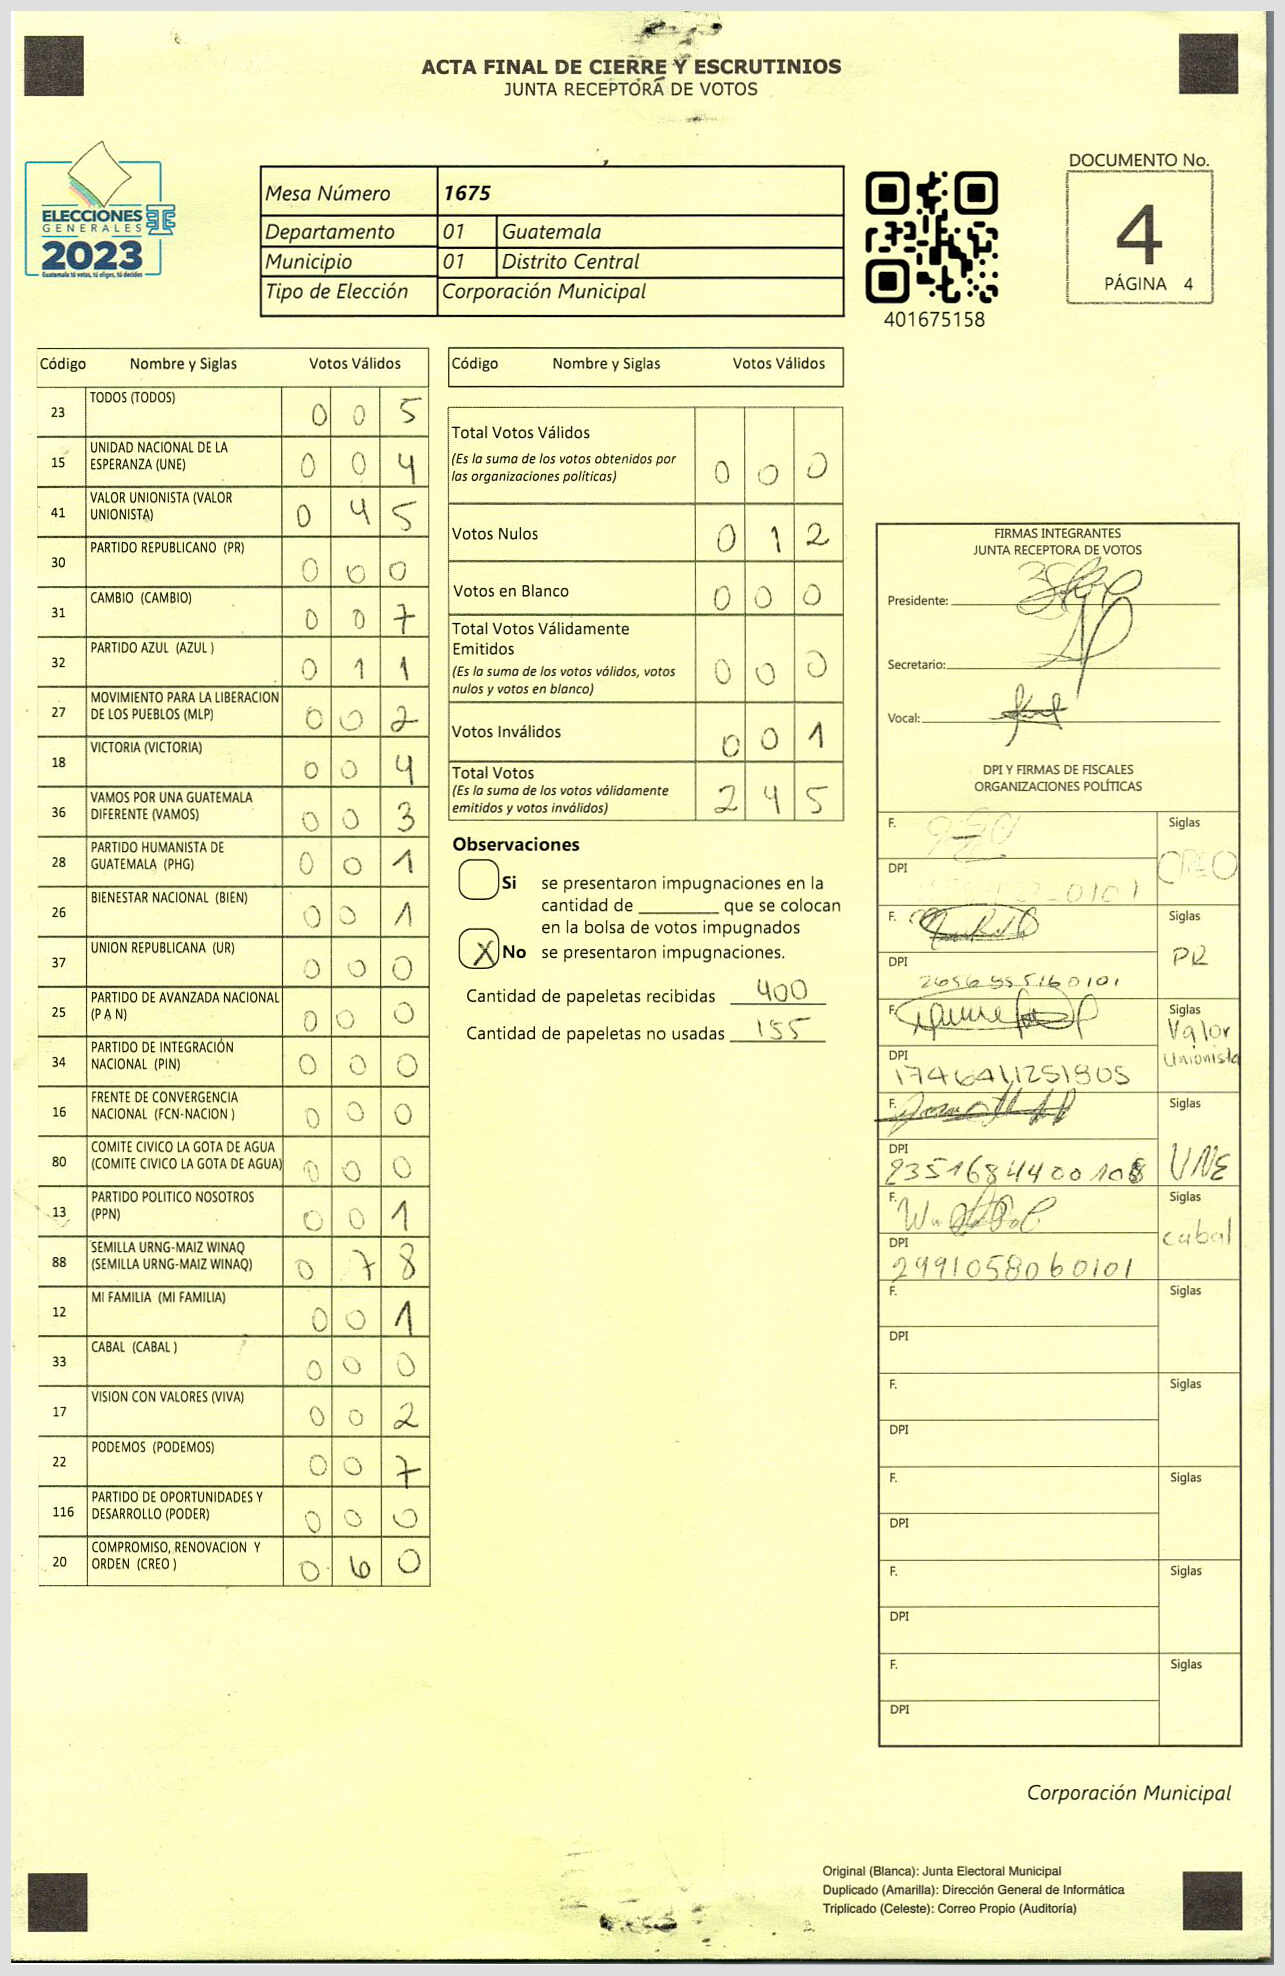 ACTA FINAL DE CIERRE Y ESCRUTINIOS
JUNTA RECEPTORA DE VOTOS
ELECCIONES
GENERALES
2023
Guatemala tú votas, tú eliges, tú decides
Mesa Número 1675
Departamento 01 Guatemala
Municipio 01 Distrito Central
Tipo de Elección Corporación Municipal
401675158
DOCUMENTO No.
4
PÁGINA 4
Código Nombre y Siglas Votos Válidos
23 TODOS (TODOS) 0 0 5
15 UNIDAD NACIONAL DE LA
ESPERANZA (UNE) 0 0 4
41 VALOR UNIONISTA (VALOR
UNIONISTA) 0 4 5
30 PARTIDO REPUBLICANO (PR) 0 0 0
31 CAMBIO (CAMBIO) 0 0 7
32 PARTIDO AZUL (AZUL ) 0 1 1
27 MOVIMIENTO PARA LA LIBERACION
DE LOS PUEBLOS (MLP) 0 0 2
18 VICTORIA (VICTORIA) 0 0 4
36 VAMOS POR UNA GUATEMALA
DIFERENTE (VAMOS) 0 0 3
28 PARTIDO HUMANISTA DE
GUATEMALA (PHG) 0 0 1
26 BIENESTAR NACIONAL (BIEN) 0 0 1
37 UNION REPUBLICANA (UR) 0 0 0
25 PARTIDO DE AVANZADA NACIONAL
(P A N) 0 0 0
34 PARTIDO DE INTEGRACIÓN
NACIONAL (PIN) 0 0 0
16 FRENTE DE CONVERGENCIA
NACIONAL (FCN-NACION ) 0 0 0
80 COMITE CIVICO LA GOTA DE AGUA
(COMITE CIVICO LA GOTA DE AGUA) 0 0 0
13 PARTIDO POLITICO NOSOTROS
(PPN) 0 0 1
88 SEMILLA URNG-MAIZ WINAQ
(SEMILLA URNG-MAIZ WINAQ) 0 7 8
12 MI FAMILIA (MI FAMILIA) 0 0 1
33 CABAL (CABAL ) 0 0 0
17 VISION CON VALORES (VIVA) 0 0 2
22 PODEMOS (PODEMOS) 0 0 7
116 PARTIDO DE OPORTUNIDADES Y
DESARROLLO (PODER) 0 0 0
20 COMPROMISO, RENOVACION Y
ORDEN (CREO ) 0 6 0
Código Nombre y Siglas Votos Válidos
Total Votos Válidos
(Es la suma de los votos obtenidos por
las organizaciones políticas) 0 0 0
Votos Nulos 0 1 2
Votos en Blanco 0 0 0
Total Votos Válidamente
Emitidos
(Es la suma de los votos válidos, votos
nulos y votos en blanco) 0 0 0
Votos Inválidos 0 0 1
Total Votos
(Es la suma de los votos válidamente
emitidos y votos inválidos) 2 4 5
Observaciones
Si se presentaron impugnaciones en la
cantidad de ________ que se colocan
en la bolsa de votos impugnados
X No se presentaron impugnaciones.
Cantidad de papeletas recibidas 400
Cantidad de papeletas no usadas 155
FIRMAS INTEGRANTES
JUNTA RECEPTORA DE VOTOS
Presidente:
Secretario:
Vocal:
DPI Y FIRMAS DE FISCALES
ORGANIZACIONES POLÍTICAS
F. Siglas
CREO
DPI
F. Siglas
PR
DPI
F. Siglas
Valor
Unionista
DPI
1746411251805
F. Siglas
UNE
DPI
2351684400108
F. Siglas
cabal
DPI
2991058060101
F. Siglas
DPI
F. Siglas
DPI
F. Siglas
DPI
F. Siglas
DPI
F. Siglas
DPI
Corporación Municipal
Original (Blanca): Junta Electoral Municipal
Duplicado (Amarilla): Dirección General de Informática
Triplicado (Celeste): Correo Propio (Auditoría)